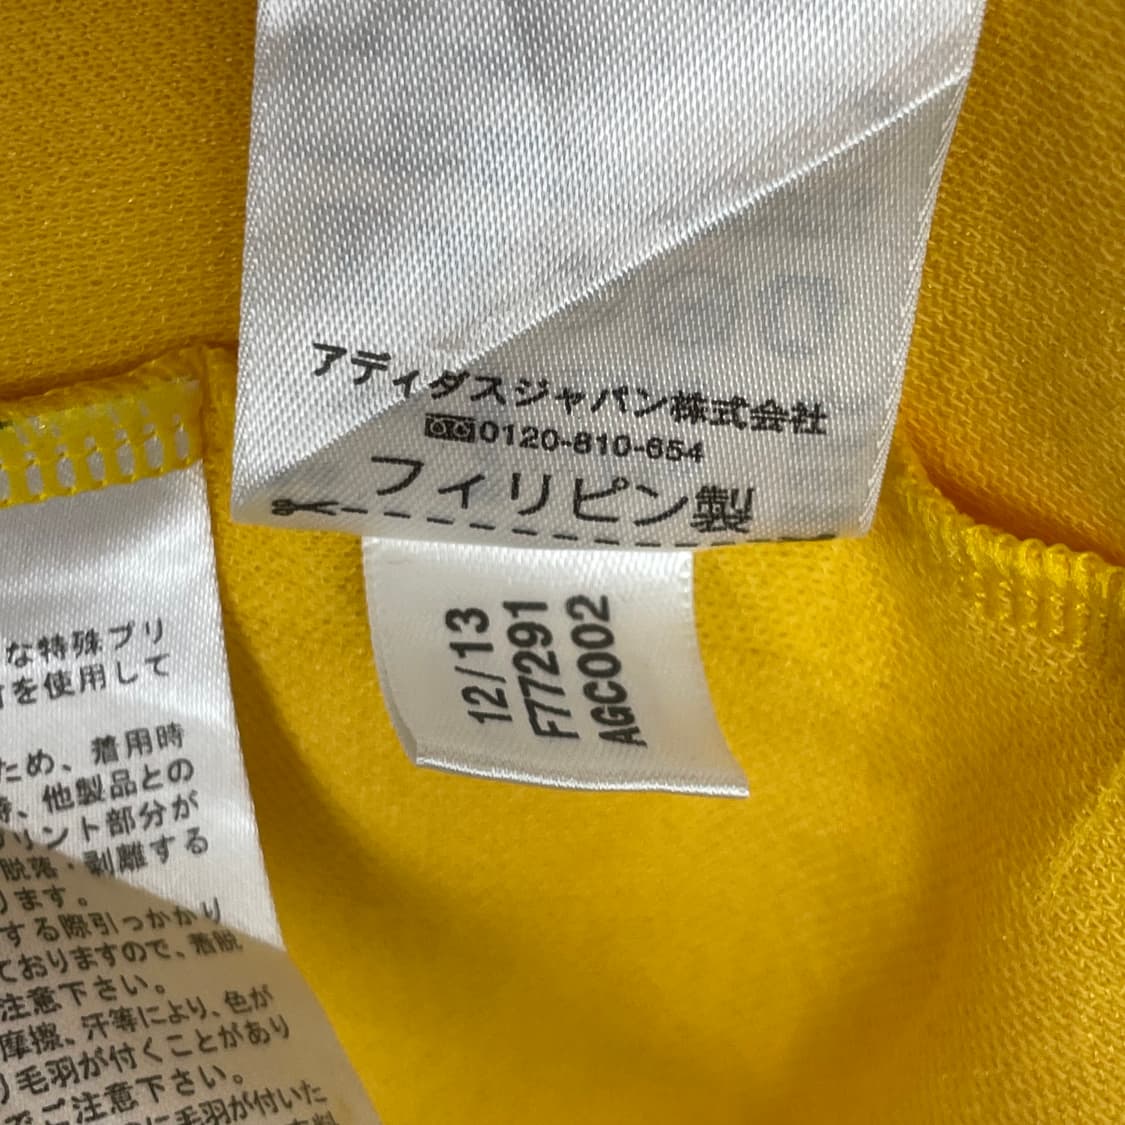 アディダスジャパン株式会社
0120-810-654
フィリピン製
12/13
F77291
AGC002
な特殊プリ
を使用して
ため、着用時
他製品との
リント部分が
脱落・剥離する
ります。
する際引っかかり
ておりますので、着脱
注意下さい。
摩擦、汗等により、色が
毛羽が付くことがあり
でご注意下さい。
に毛羽が付いた